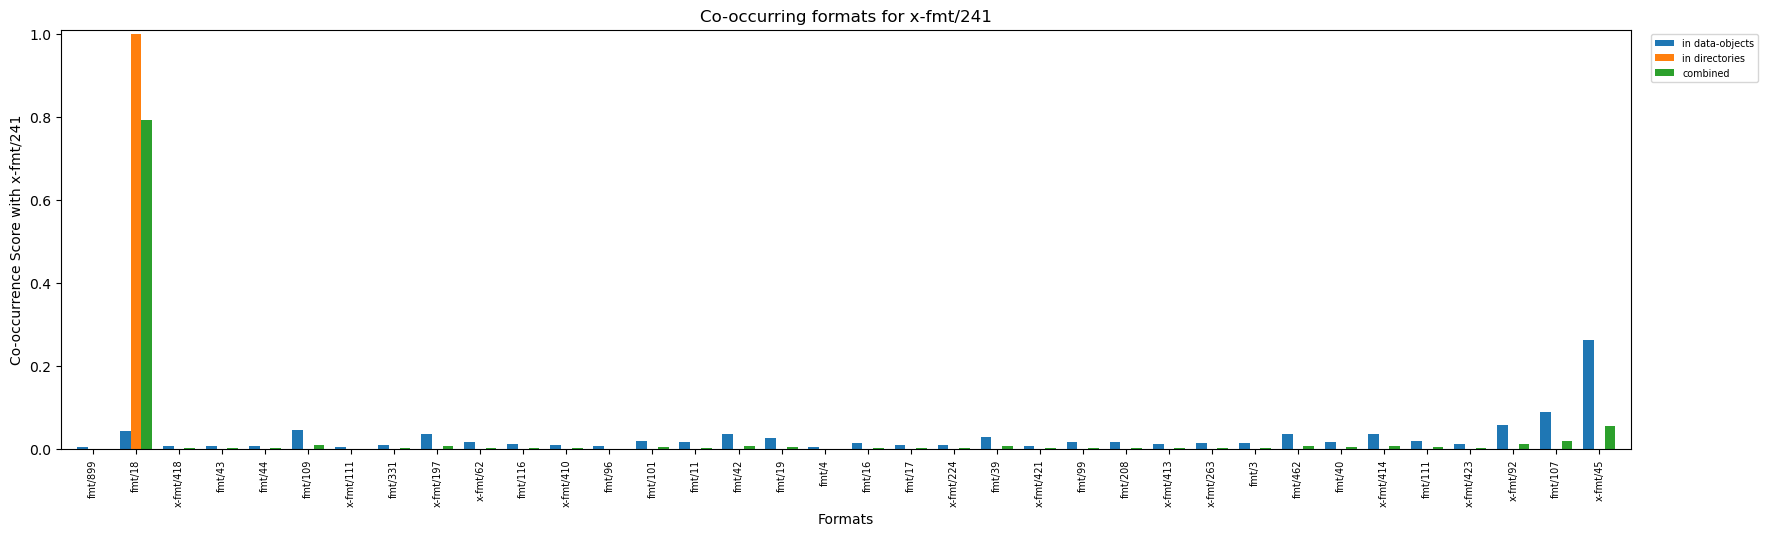 Co-occurring formats for x-fmt/241
in data-objects
in directories
combined
Co-occurrence Score with x-fmt/241
1.0
0.8
0.6
0.4
0.2
0.0
fmt/899
fmt/18
x-fmt/418
fmt/43
fmt/44
fmt/109
x-fmt/111
fmt/331
x-fmt/197
x-fmt/62
fmt/116
x-fmt/410
fmt/96
fmt/101
fmt/11
fmt/42
fmt/19
fmt/4
fmt/16
fmt/17
x-fmt/224
fmt/39
x-fmt/421
fmt/99
fmt/208
x-fmt/413
x-fmt/263
fmt/3
fmt/462
fmt/40
x-fmt/414
fmt/111
x-fmt/423
x-fmt/92
fmt/107
x-fmt/45
Formats